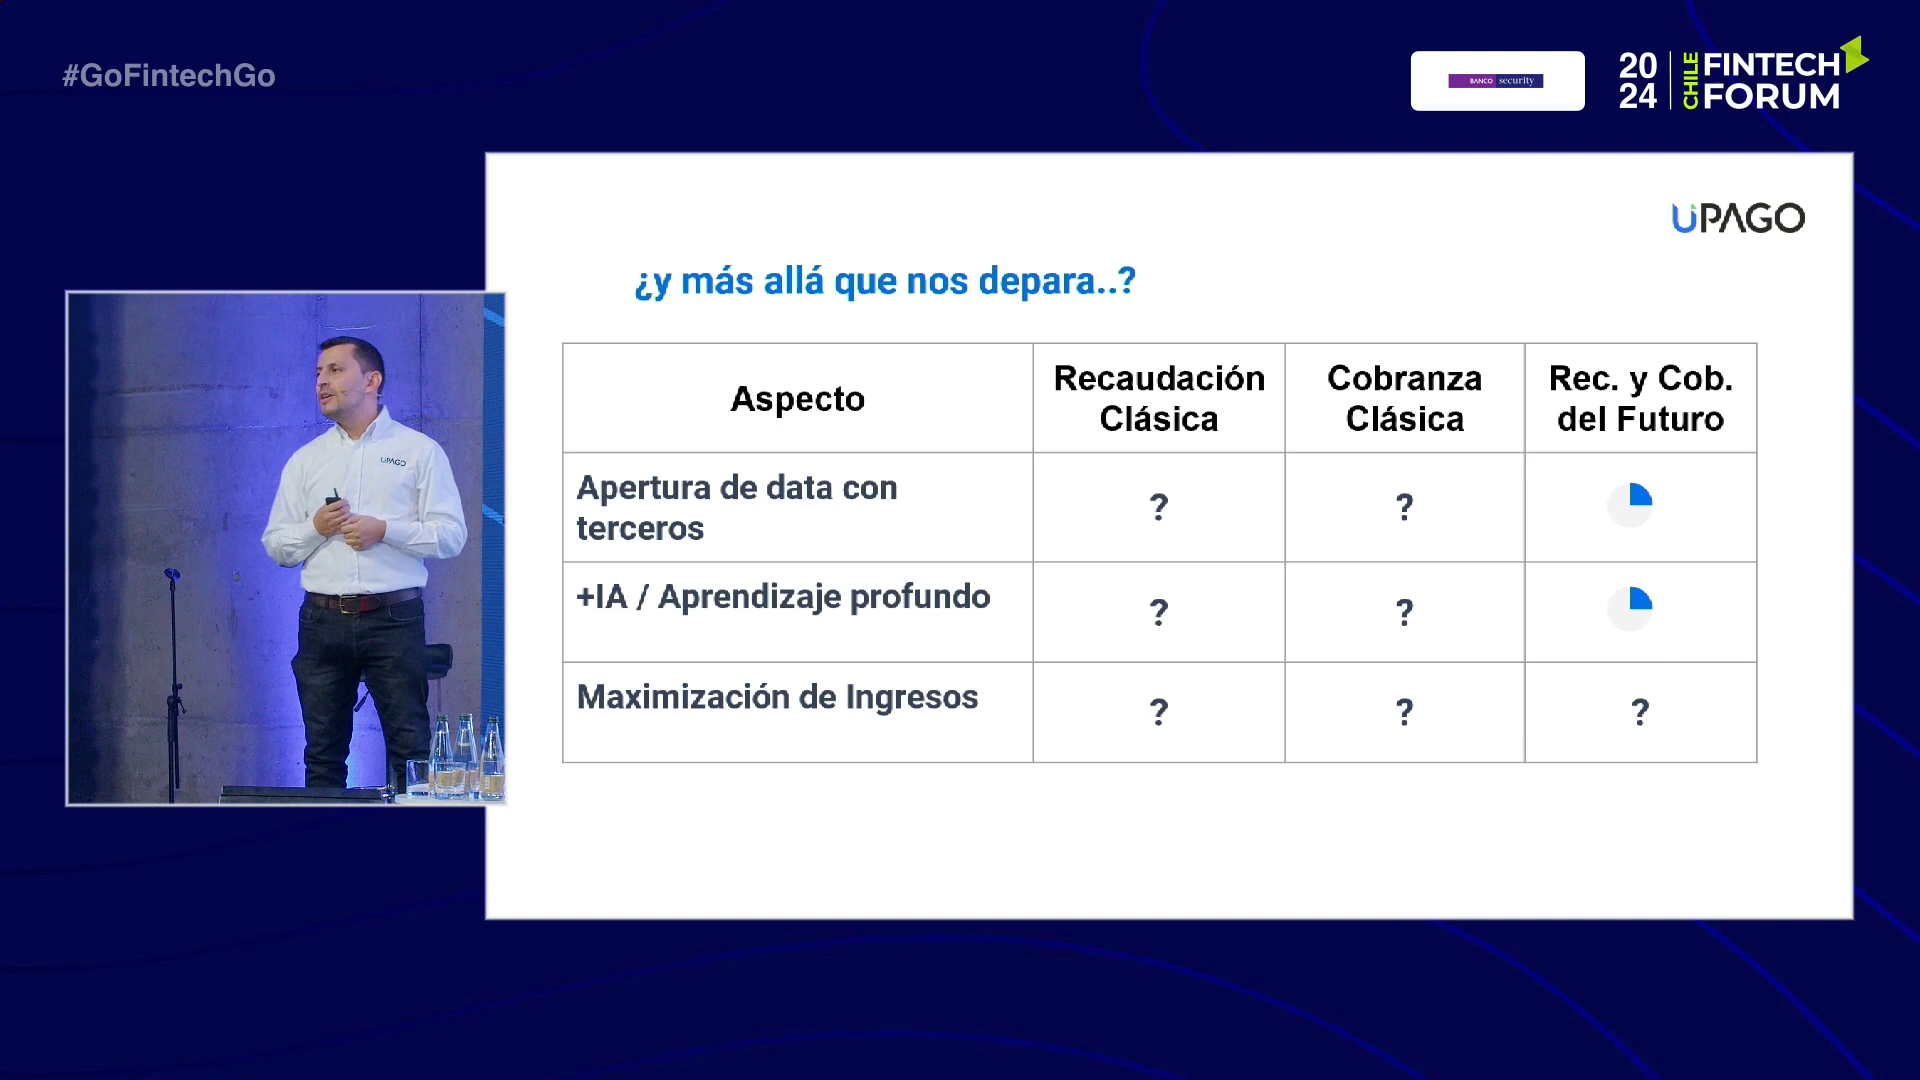 #GoFintechGo
BANCO security
20
24
CHILE
FINTECH
FORUM
UPAGO
¿y más allá que nos depara..?
Aspecto
Recaudación
Clásica
Cobranza
Clásica
Rec. y Cob.
del Futuro
Apertura de data con
terceros
?
?
+IA / Aprendizaje profundo
?
?
Maximización de Ingresos
?
?
?
UPAGO